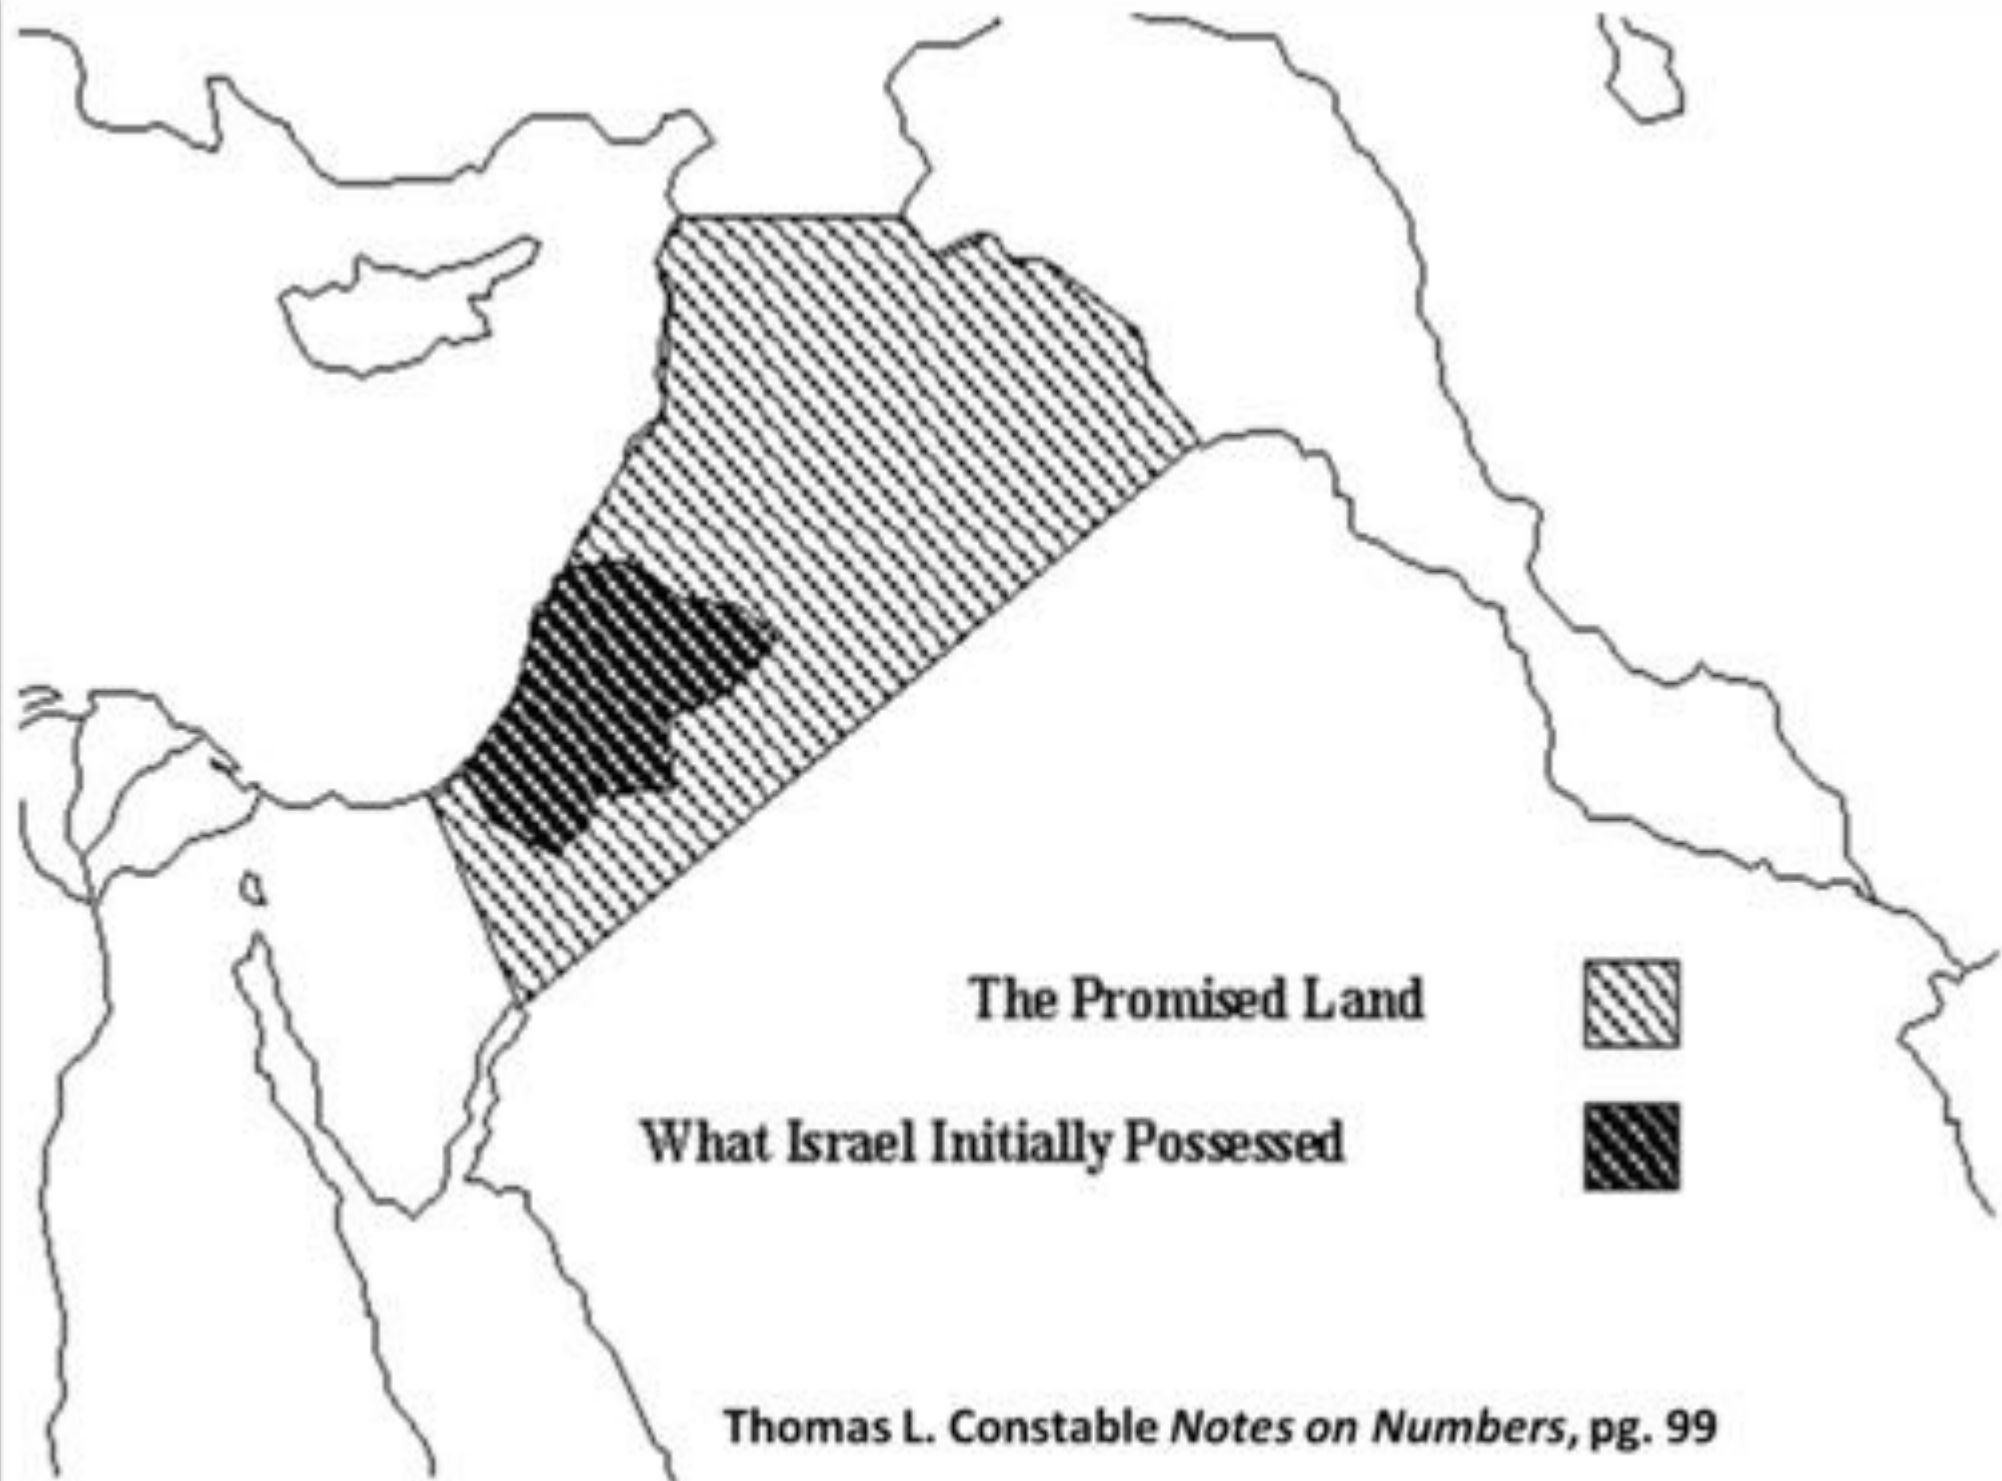 The Promised Land
What Israel Initially Possessed
Thomas L. Constable Notes on Numbers, pg. 99